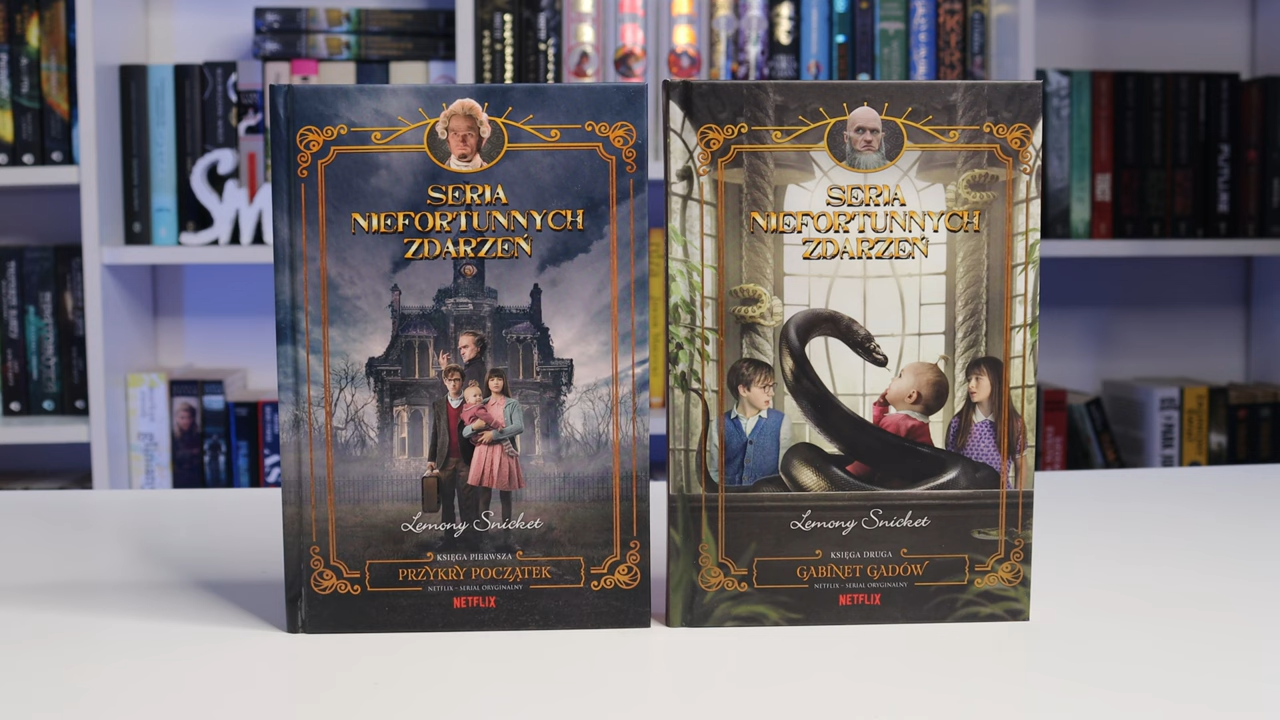 SERIA
NIEFORTUNNYCH
ZDARZEŃ
Lemony Snicket
KSIĘGA PIERWSZA
PRZYKRY POCZĄTEK
NETFLIX – SERIAL ORYGINALNY
NETFLIX
SERIA
NIEFORTUNNYCH
ZDARZEŃ
Lemony Snicket
KSIĘGA DRUGA
GABINET GADÓW
NETFLIX – SERIAL ORYGINALNY
NETFLIX